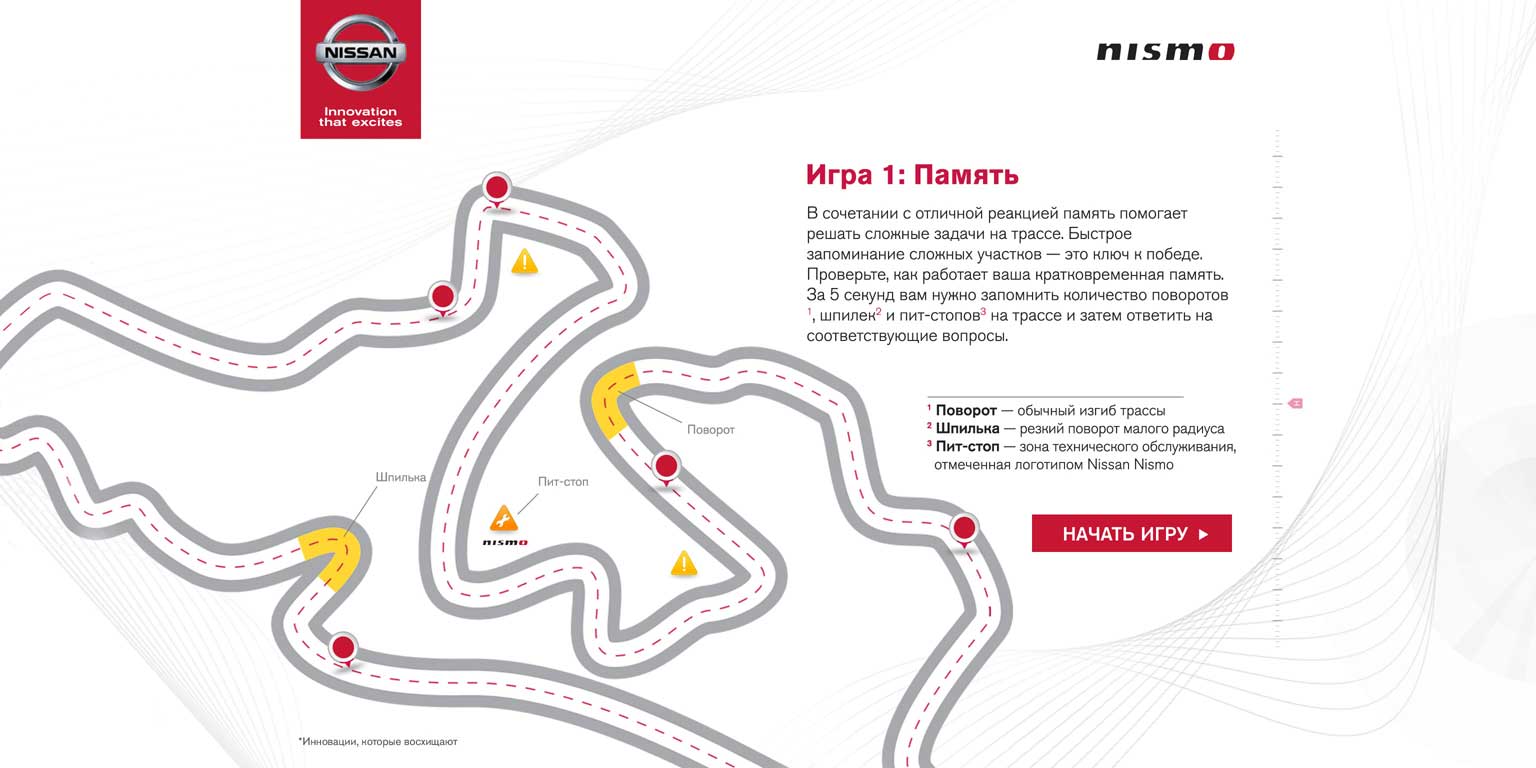 NISSAN
Innovation
that excites
nismo
Игра 1: Память
В сочетании с отличной реакцией память помогает
решать сложные задачи на трассе. Быстрое
запоминание сложных участков — это ключ к победе.
Проверьте, как работает ваша кратковременная память.
За 5 секунд вам нужно запомнить количество поворотов
¹, шпилек² и пит-стопов³ на трассе и затем ответить на
соответствующие вопросы.
¹ Поворот — обычный изгиб трассы
² Шпилька — резкий поворот малого радиуса
³ Пит-стоп — зона технического обслуживания,
отмеченная логотипом Nissan Nismo
НАЧАТЬ ИГРУ
Поворот
Шпилька
Пит-стоп
nismo
*Инновации, которые восхищают